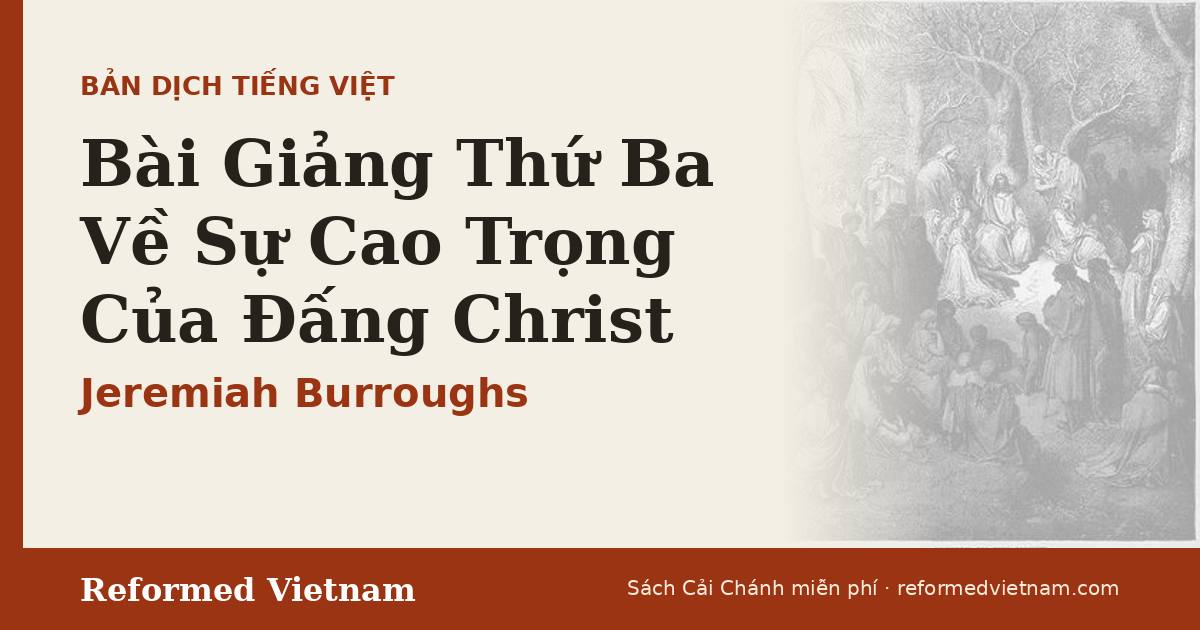 BẢN DỊCH TIẾNG VIỆT
Bài Giảng Thứ Ba
Về Sự Cao Trọng
Của Đấng Christ
Jeremiah Burroughs
Reformed Vietnam
Sách Cải Chánh miễn phí · reformedvietnam.com